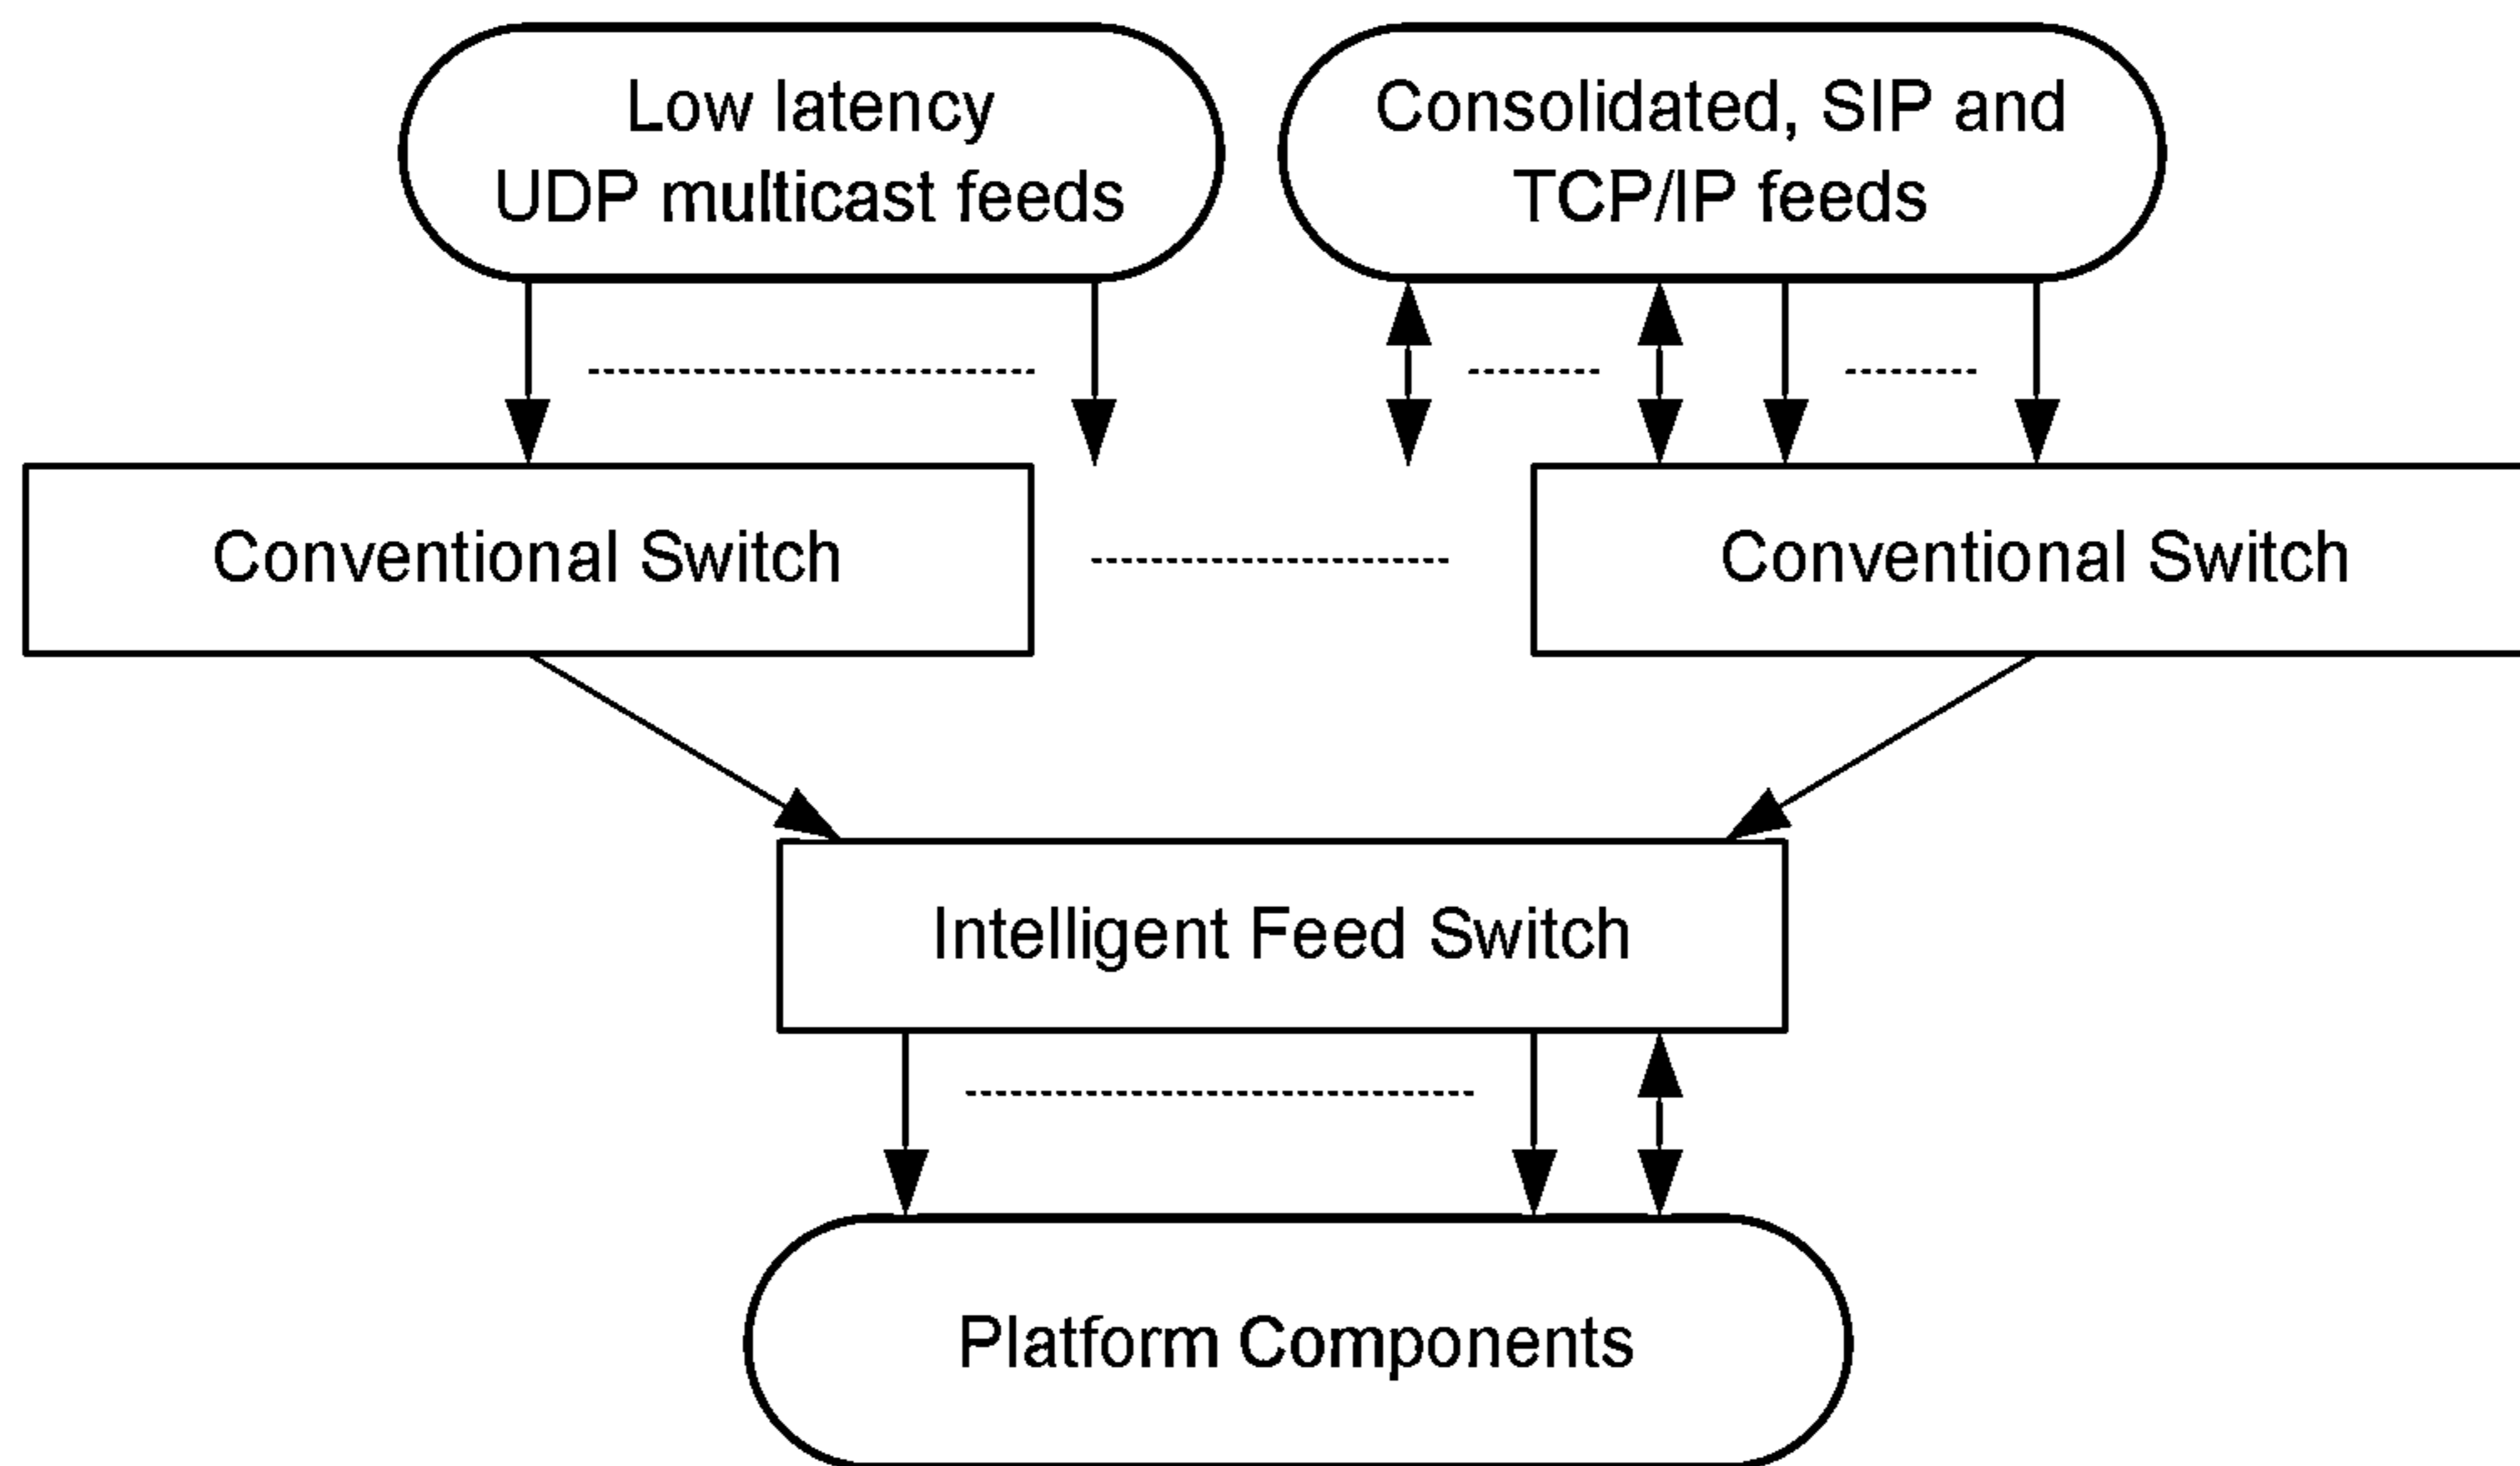 Low latency
UDP multicast feeds
Consolidated, SIP and
TCP/IP feeds
Conventional Switch
Conventional Switch
Intelligent Feed Switch
Platform Components